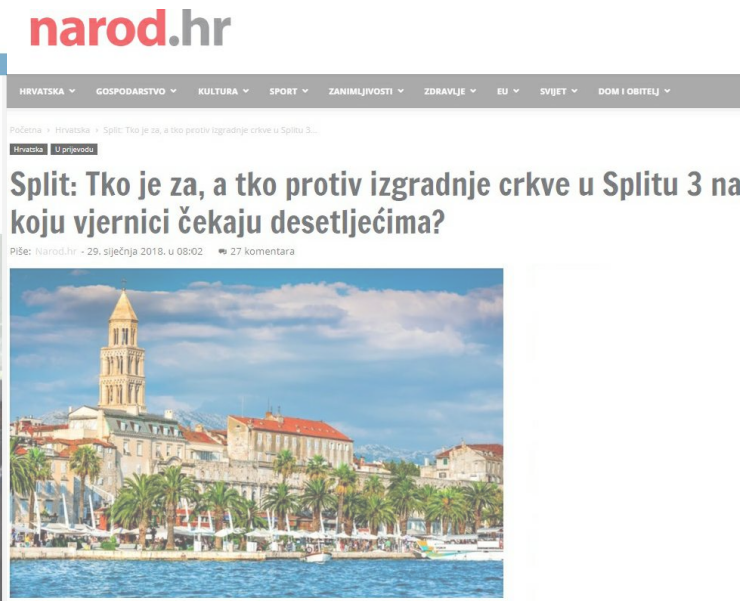 narod.hr
HRVATSKA GOSPODARSTVO KULTURA SPORT ZANIMLJIVOSTI ZDRAVLJE EU SVIJET DOM I OBITELJ
Početna › Hrvatska › Split: Tko je za, a tko protiv izgradnje crkve u Splitu 3...
Hrvatska U prijevodu
Split: Tko je za, a tko protiv izgradnje crkve u Splitu 3 na
koju vjernici čekaju desetljećima?
Piše: Narod.hr - 29. siječnja 2018. u 08:02 27 komentara